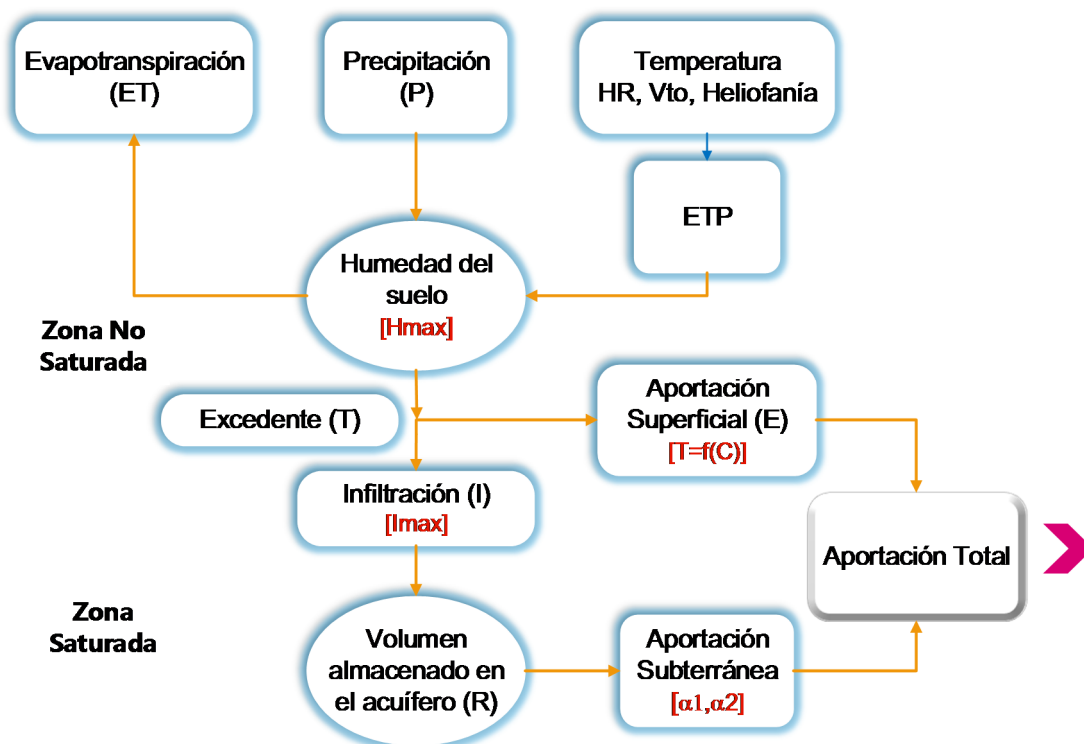 Evapotranspiración
(ET)
Precipitación
(P)
Temperatura
HR, Vto, Heliofanía
ETP
Humedad del
suelo
[Hmax]
Zona No
Saturada
Excedente (T)
Aportación
Superficial (E)
[T=f(C)]
Infiltración (I)
[Imax]
Aportación Total
Zona
Saturada
Volumen
almacenado en
el acuífero (R)
Aportación
Subterránea
[α1,α2]